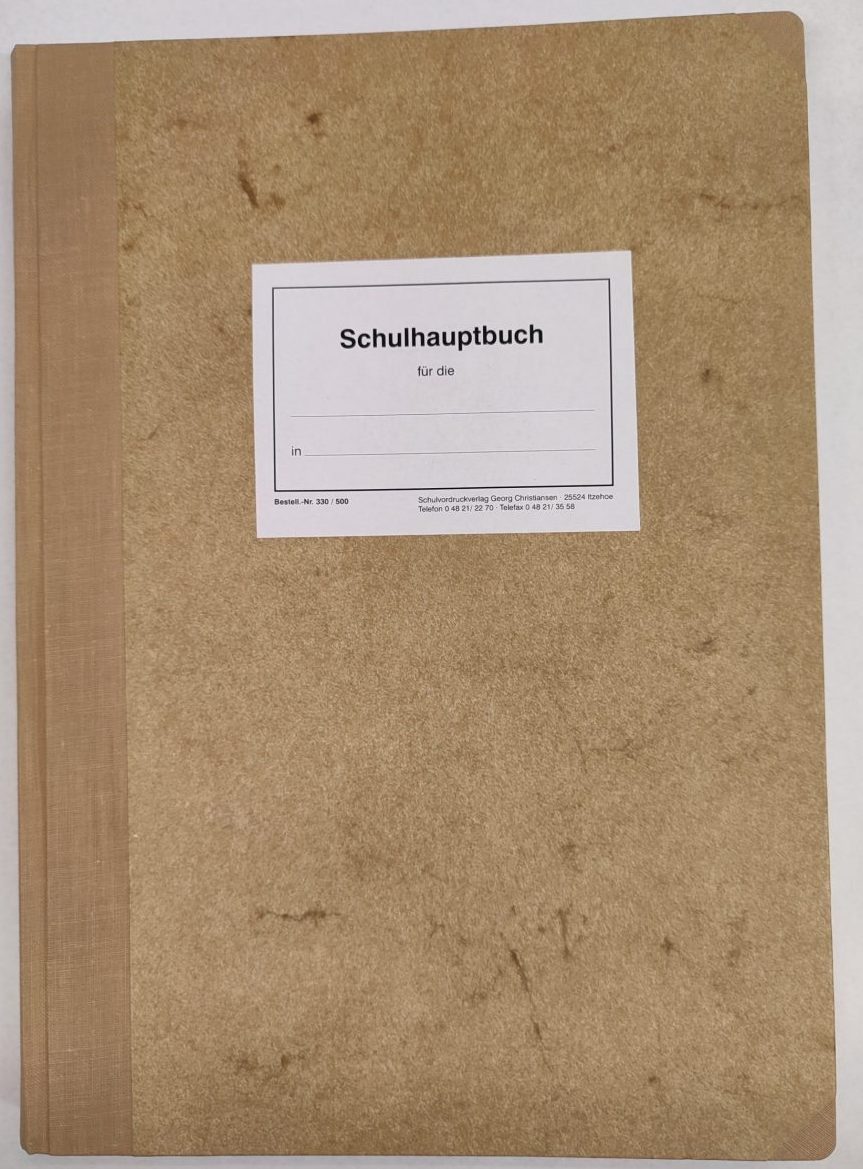 Schulhauptbuch
für die
in
Bestell.-Nr. 330 / 500
Schulvordruckverlag Georg Christiansen · 25524 Itzehoe
Telefon 0 48 21/ 22 70 · Telefax 0 48 21/ 35 58